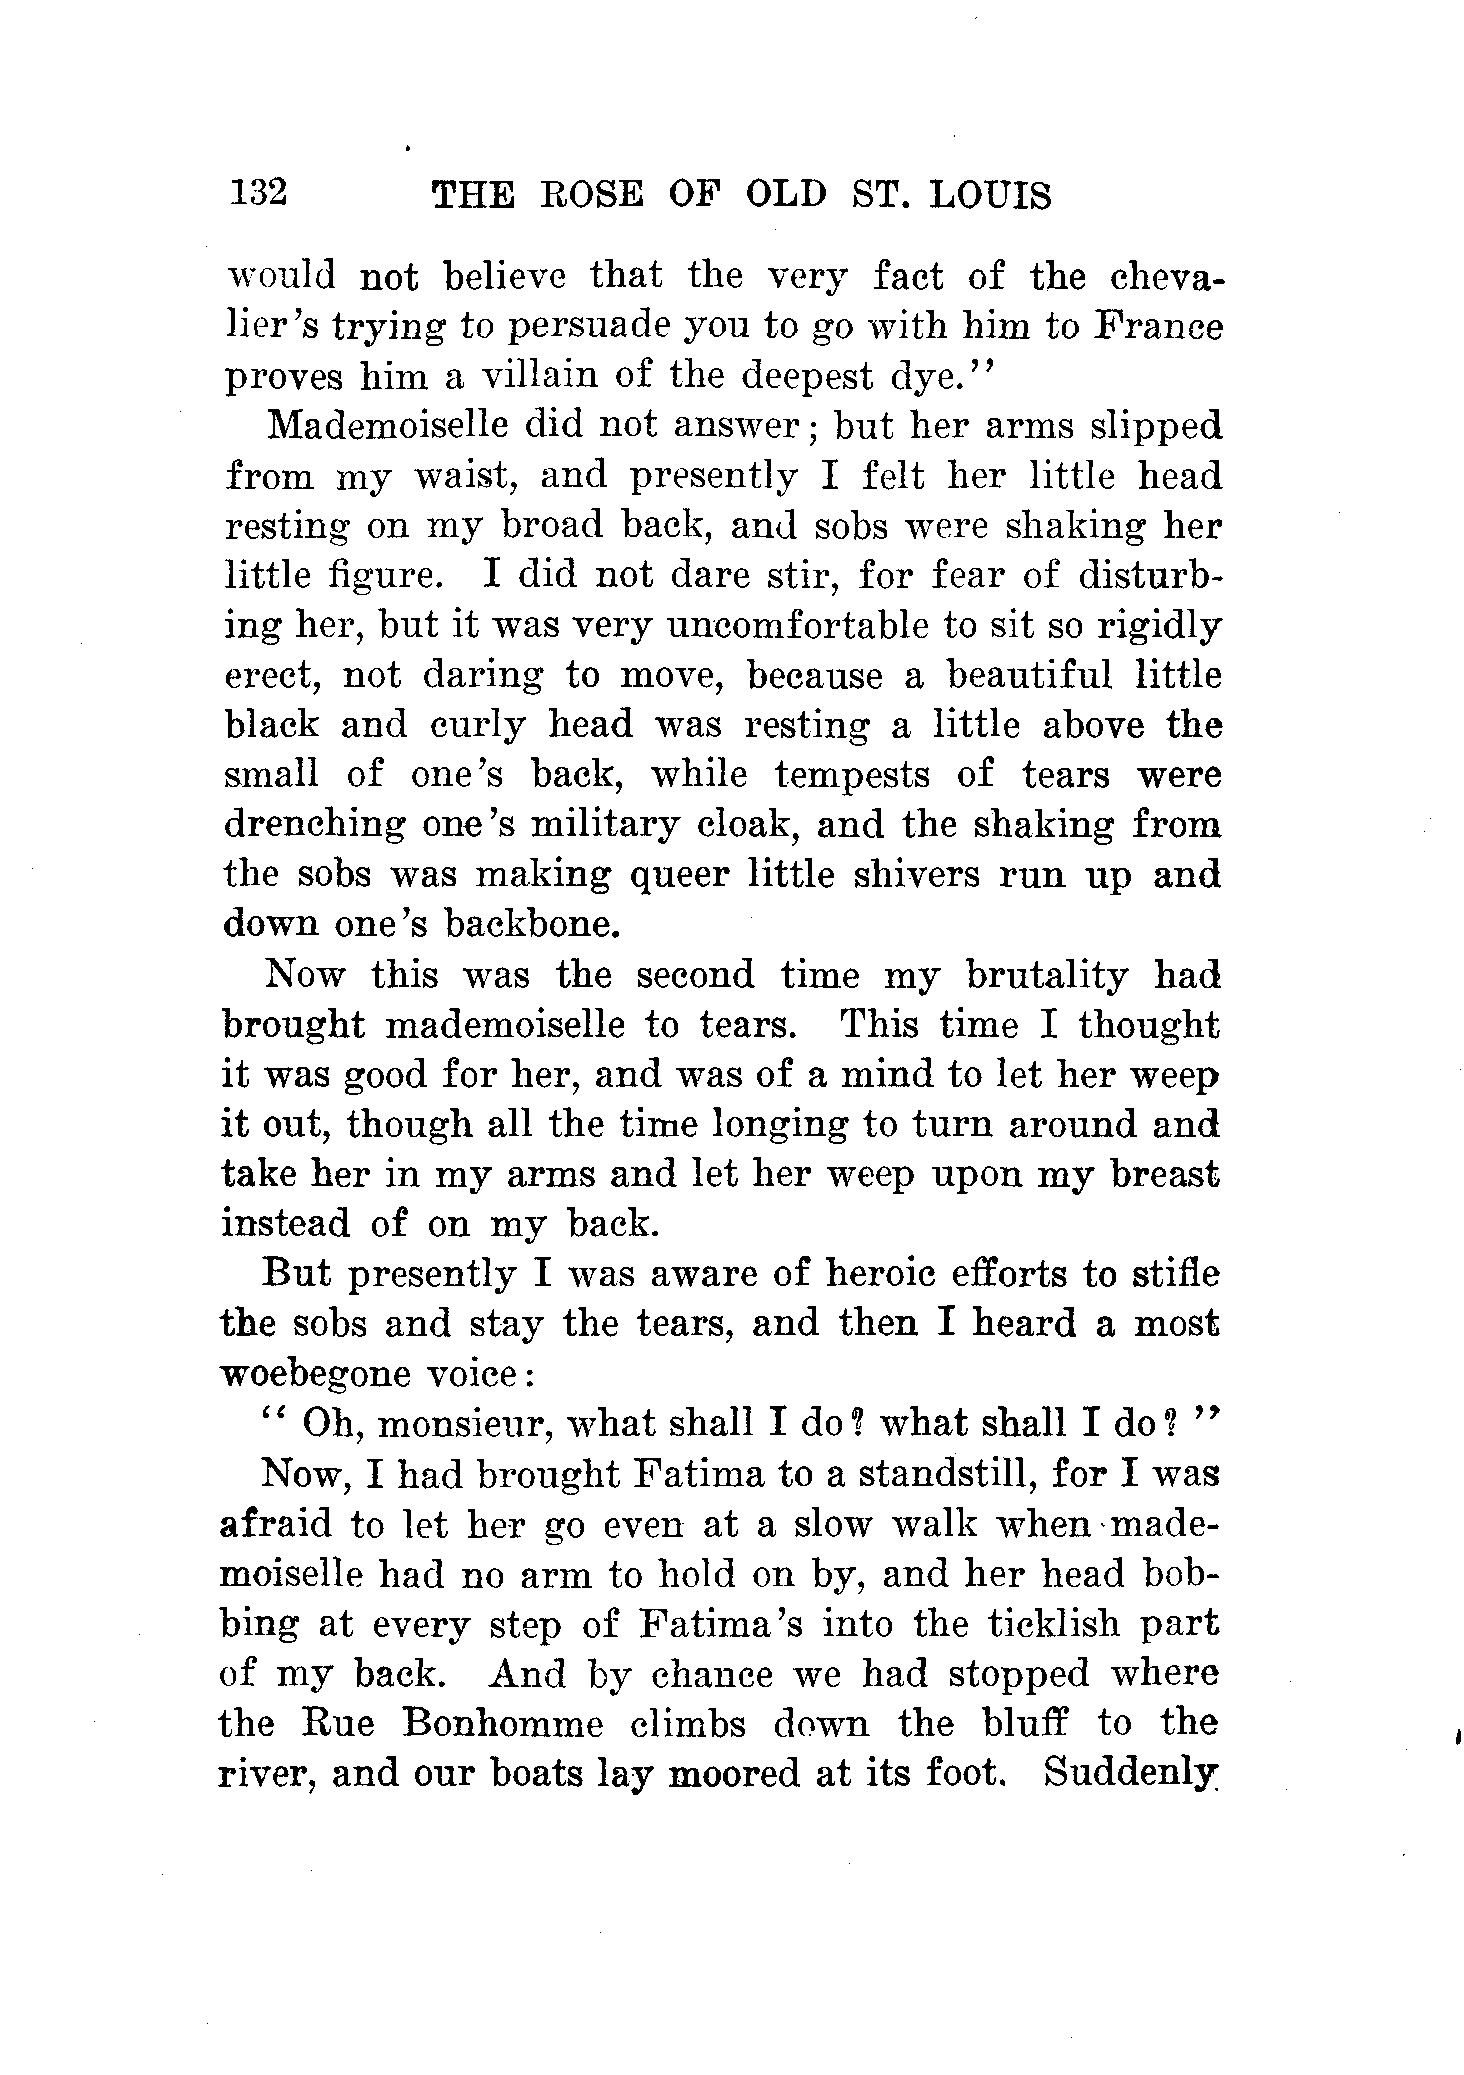 132 THE ROSE OF OLD ST. LOUIS
would not believe that the very fact of the cheva-
lier's trying to persuade you to go with him to France
proves him a villain of the deepest dye."
Mademoiselle did not answer; but her arms slipped
from my waist, and presently I felt her little head
resting on my broad back, and sobs were shaking her
little figure. I did not dare stir, for fear of disturb-
ing her, but it was very uncomfortable to sit so rigidly
erect, not daring to move, because a beautiful little
black and curly head was resting a little above the
small of one's back, while tempests of tears were
drenching one's military cloak, and the shaking from
the sobs was making queer little shivers run up and
down one's backbone.
Now this was the second time my brutality had
brought mademoiselle to tears. This time I thought
it was good for her, and was of a mind to let her weep
it out, though all the time longing to turn around and
take her in my arms and let her weep upon my breast
instead of on my back.
But presently I was aware of heroic efforts to stifle
the sobs and stay the tears, and then I heard a most
woebegone voice:
"Oh, monsieur, what shall I do? what shall I do?"
Now, I had brought Fatima to a standstill, for I was
afraid to let her go even at a slow walk when made-
moiselle had no arm to hold on by, and her head bob-
bing at every step of Fatima's into the ticklish part
of my back. And by chance we had stopped where
the Rue Bonhomme climbs down the bluff to the
river, and our boats lay moored at its foot. Suddenly